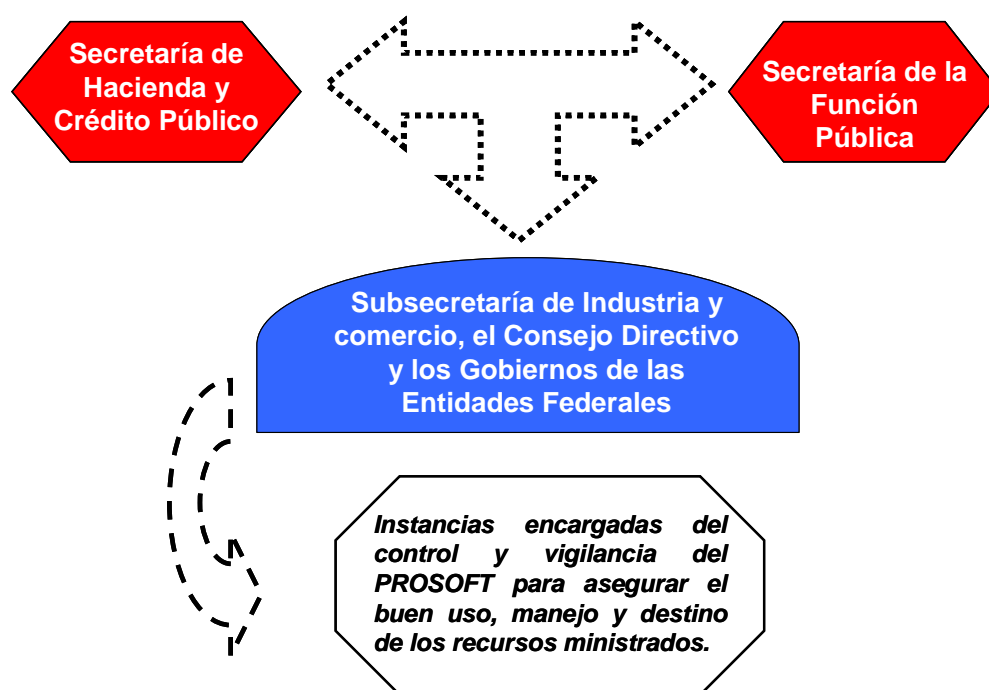 Secretaría de
Hacienda y
Crédito Público
Secretaría de la
Función
Pública
Subsecretaría de Industria y
comercio, el Consejo Directivo
y los Gobiernos de las
Entidades Federales
Instancias encargadas del
control y vigilancia del
PROSOFT para asegurar el
buen uso, manejo y destino
de los recursos ministrados.